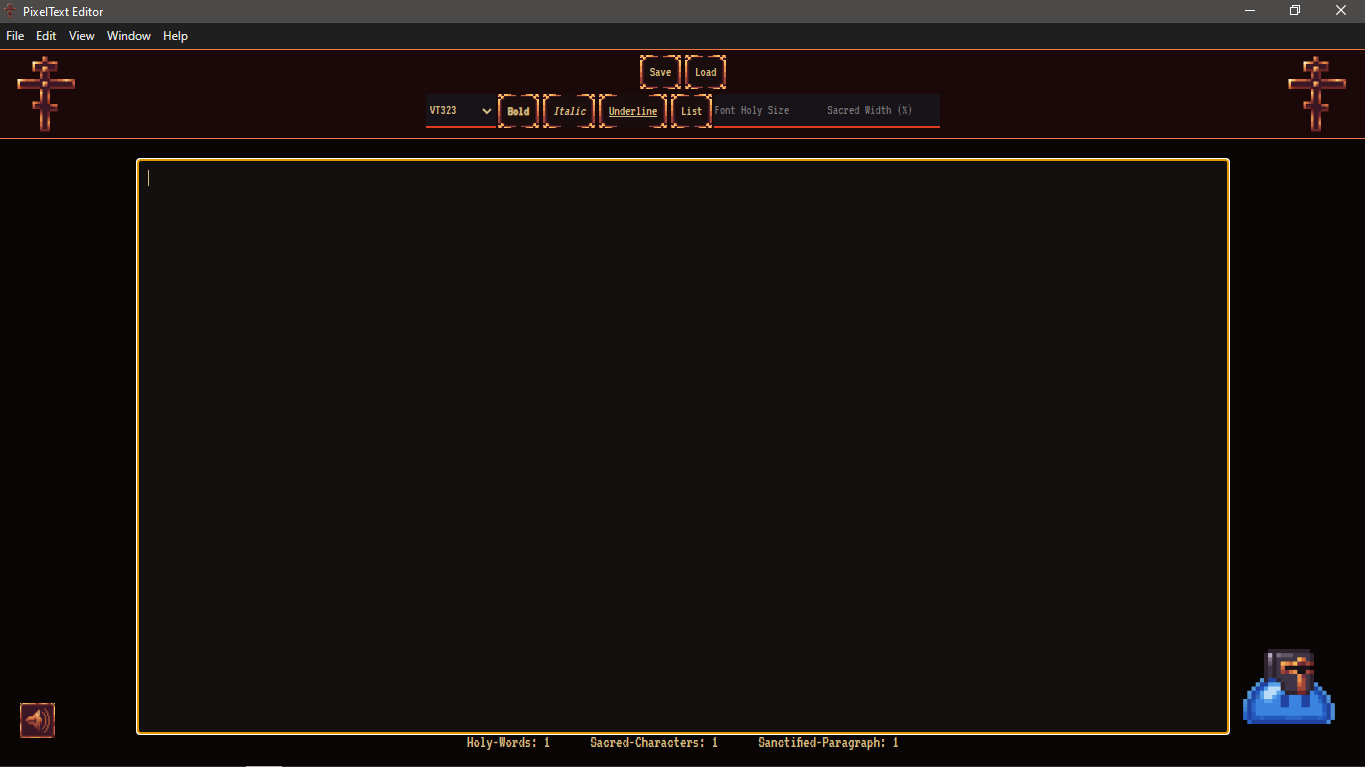 PixelText Editor
File Edit View Window Help
Save Load
VT323 Bold Italic Underline List Font Holy Size Sacred Width (%)
Holy-Words: 1 Sacred-Characters: 1 Sanctified-Paragraph: 1